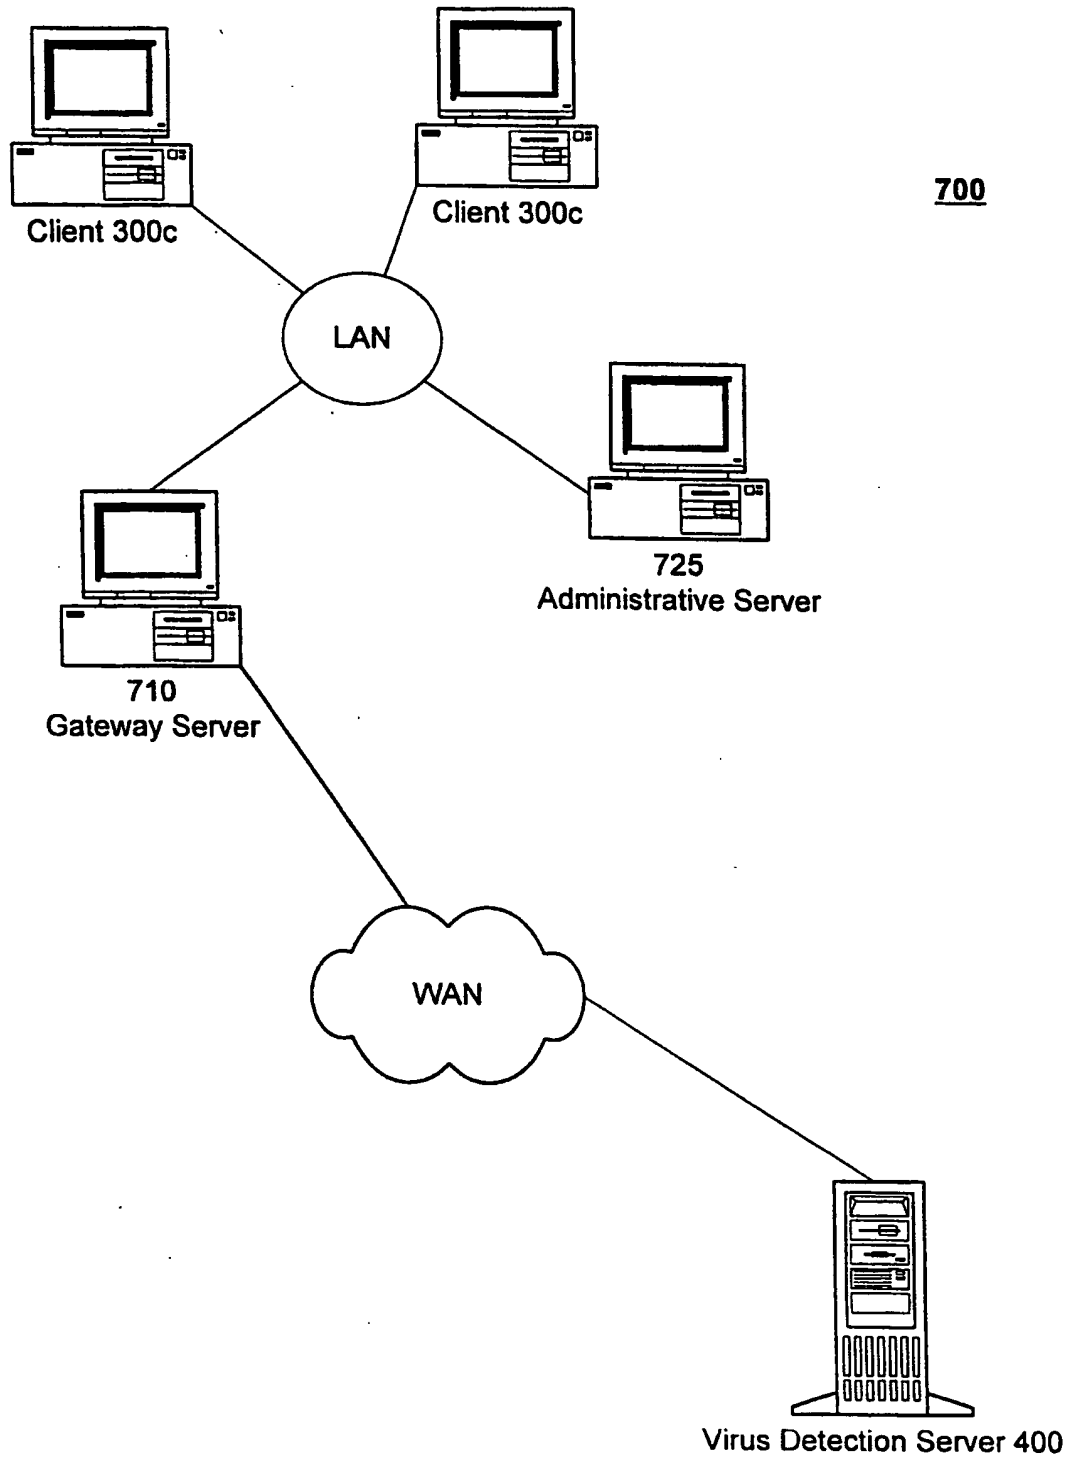 700
Client 300c
Client 300c
LAN
725
Administrative Server
710
Gateway Server
WAN
Virus Detection Server 400